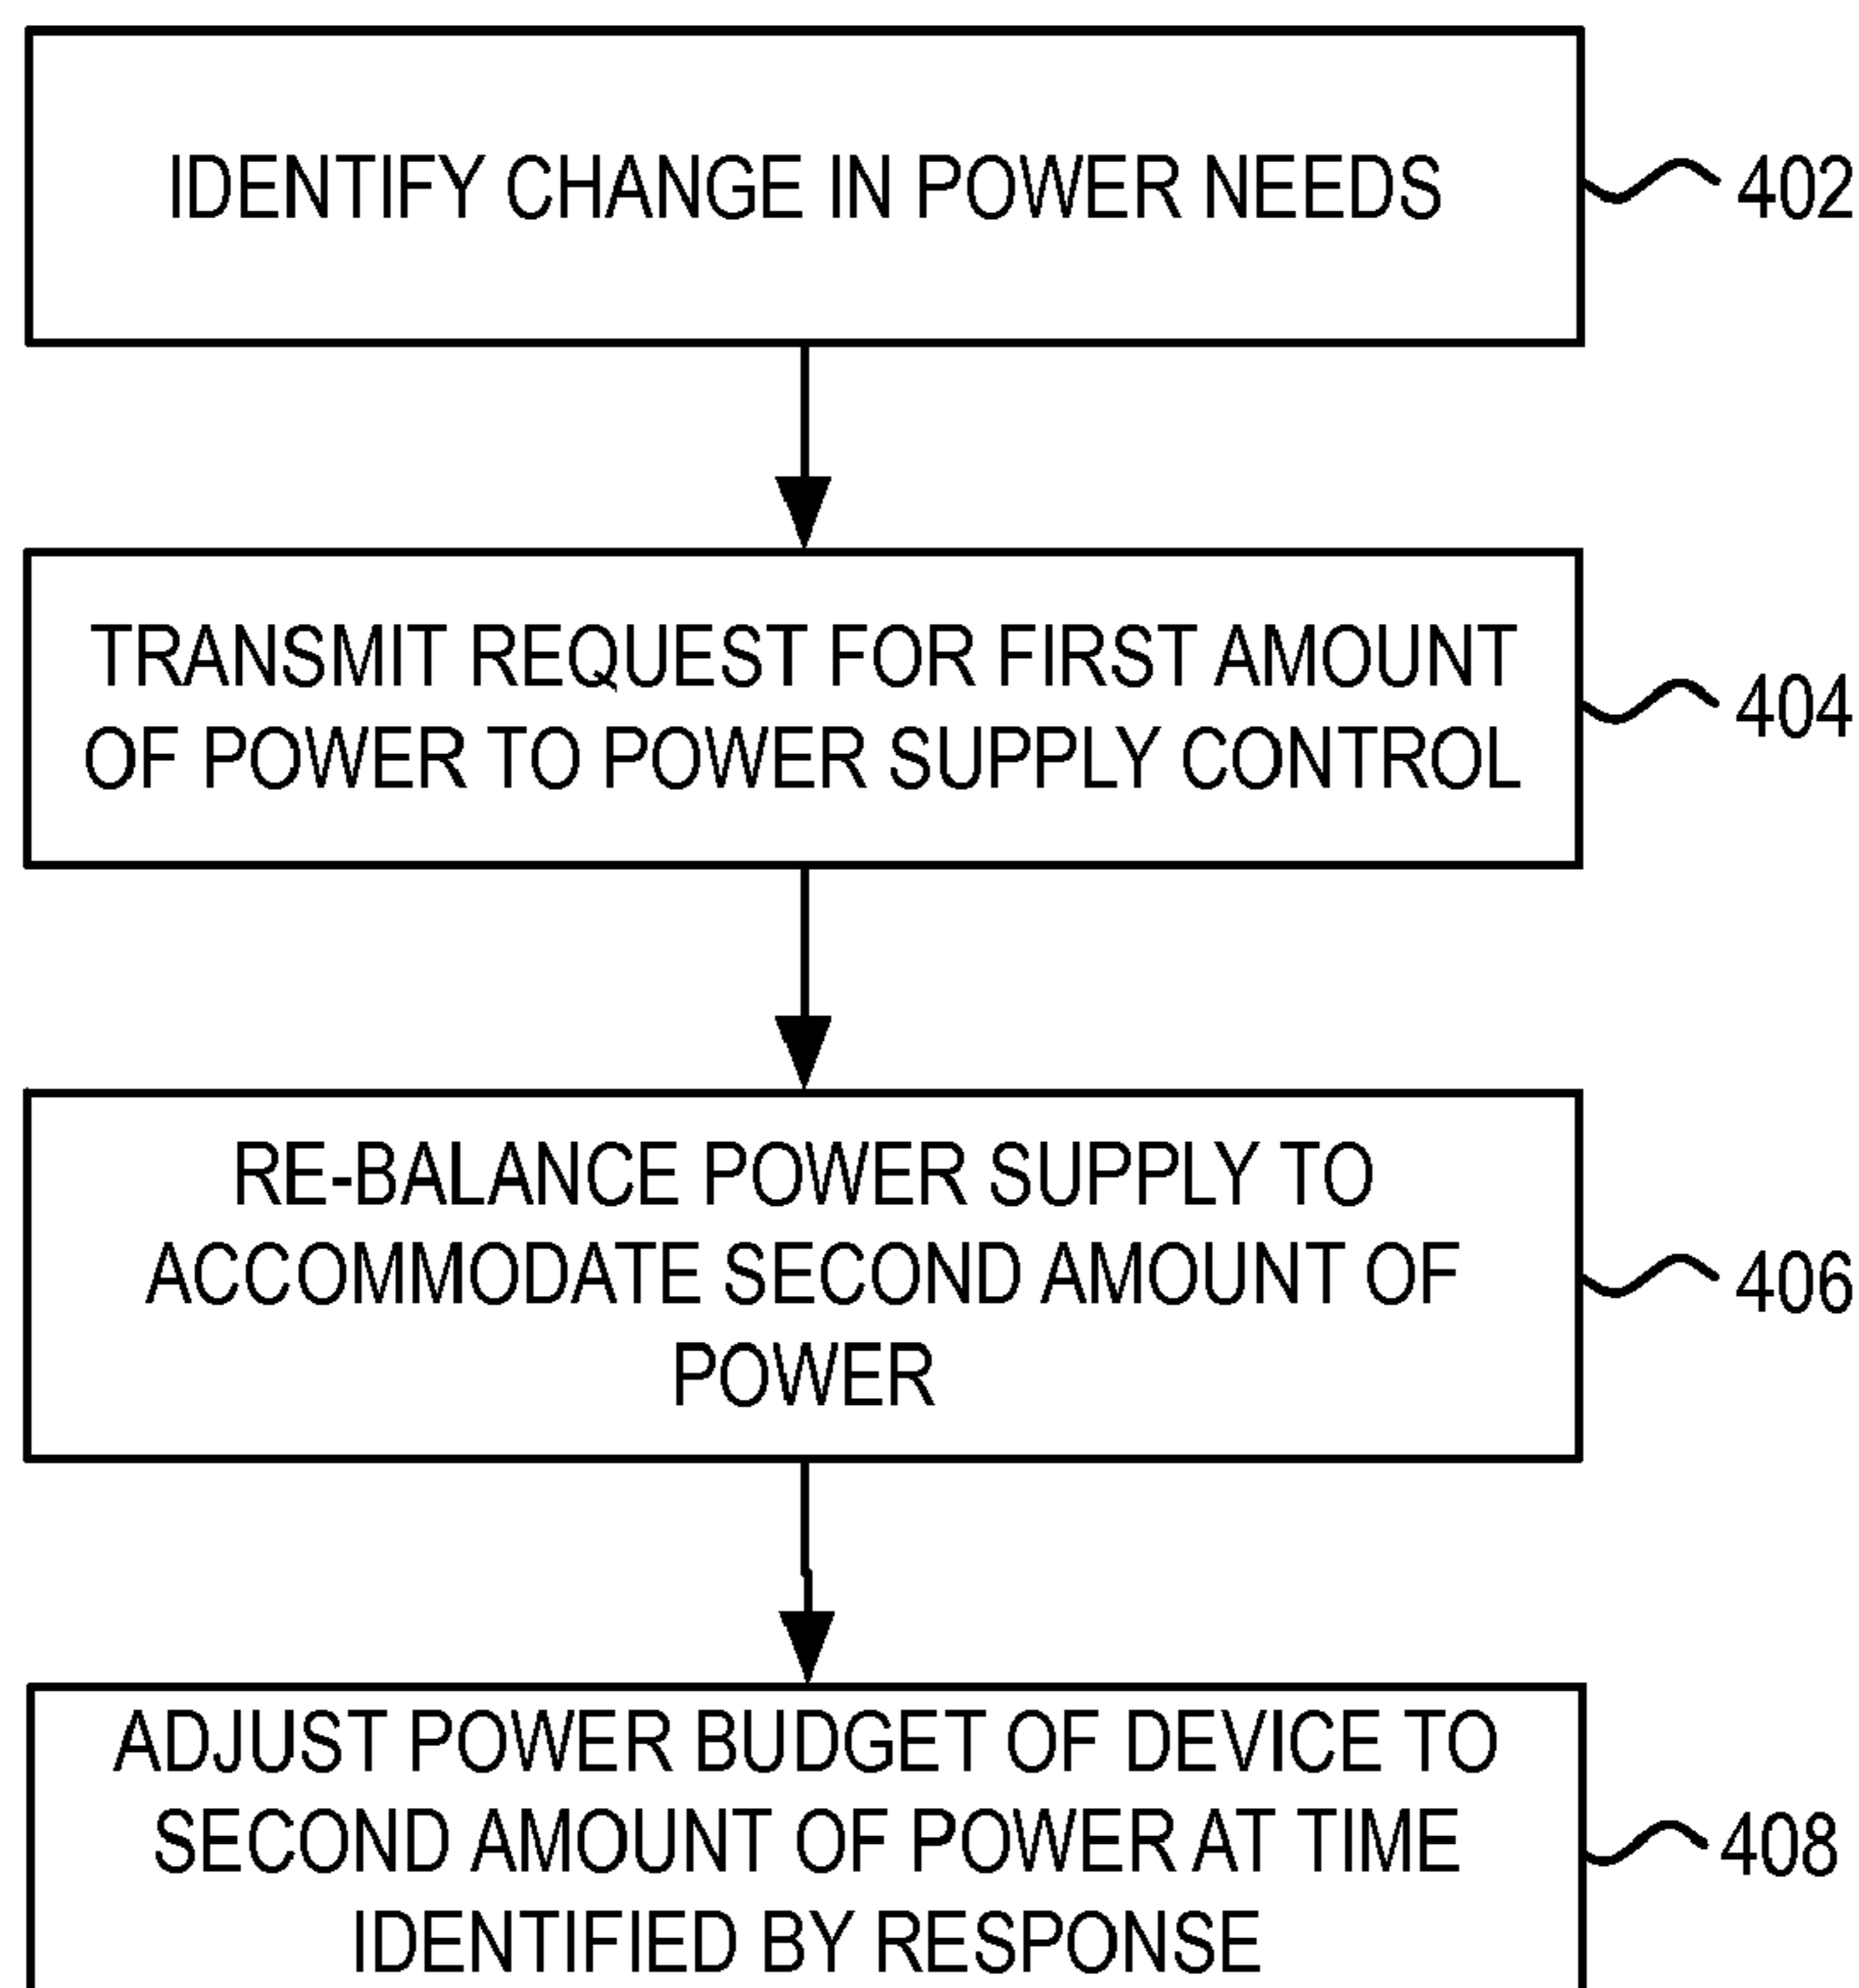 IDENTIFY CHANGE IN POWER NEEDS
402
TRANSMIT REQUEST FOR FIRST AMOUNT
OF POWER TO POWER SUPPLY CONTROL
404
RE-BALANCE POWER SUPPLY TO
ACCOMMODATE SECOND AMOUNT OF
POWER
406
ADJUST POWER BUDGET OF DEVICE TO
SECOND AMOUNT OF POWER AT TIME
IDENTIFIED BY RESPONSE
408